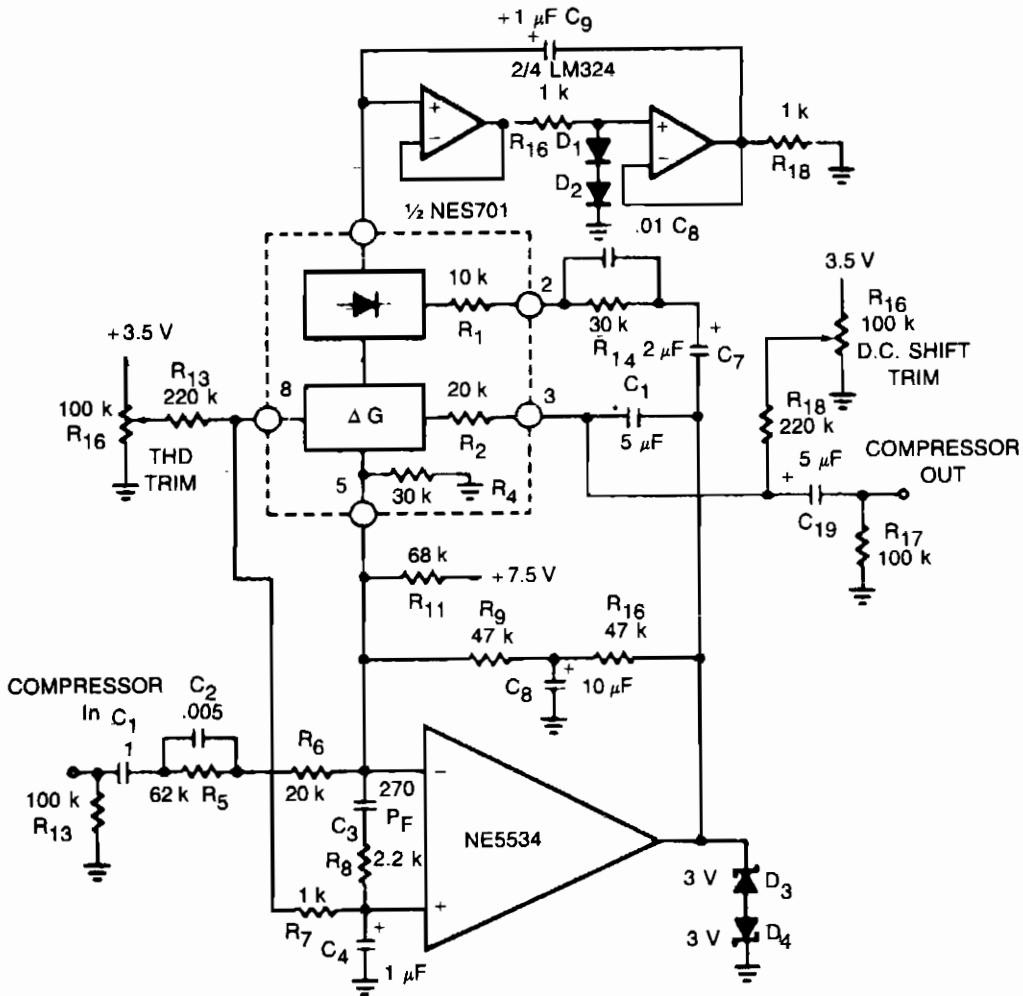 +1 µF C9
+
2/4 LM324
1 k
+
−
R16
D1
D2
+
−
1 k
R18
½ NES701
.01 C8
10 k
R1
2
30 k
R14
+
2 µF
C7
3.5 V
R16
100 k
D.C. SHIFT
TRIM
+3.5 V
R13
220 k
100 k
R16
THD
TRIM
8
Δ G
20 k
R2
3
C1
5 µF
R18
220 k
5 µF
+
C19
COMPRESSOR
OUT
R17
100 k
5
30 k
R4
68 k
R11
+7.5 V
R9
47 k
R16
47 k
C8
+
10 µF
COMPRESSOR
In C1
1
C2
.005
100 k
R13
62 k R5
R6
20 k
270
PF
C3
R8
2.2 k
1 k
R7
C4
+
1 µF
−
+
NE5534
3 V
D3
3 V
D4